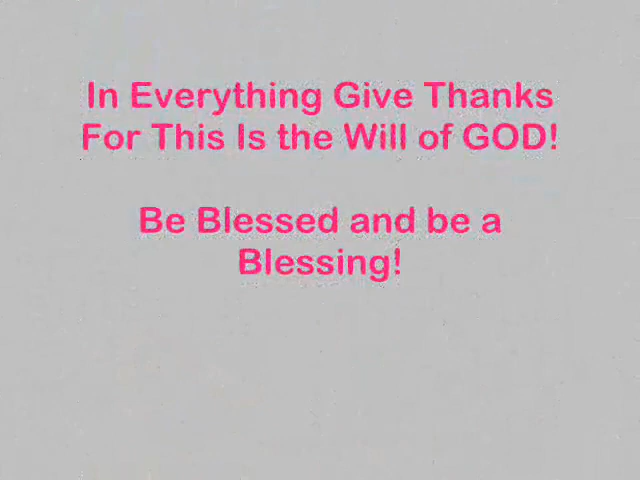 In Everything Give Thanks
For This Is the Will of GOD!
Be Blessed and be a
Blessing!